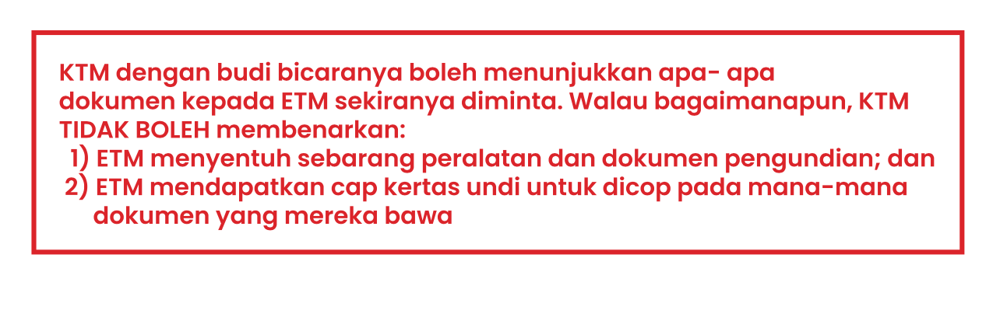 KTM dengan budi bicaranya boleh menunjukkan apa- apa
dokumen kepada ETM sekiranya diminta. Walau bagaimanapun, KTM
TIDAK BOLEH membenarkan:
1) ETM menyentuh sebarang peralatan dan dokumen pengundian; dan
2) ETM mendapatkan cap kertas undi untuk dicop pada mana-mana
dokumen yang mereka bawa